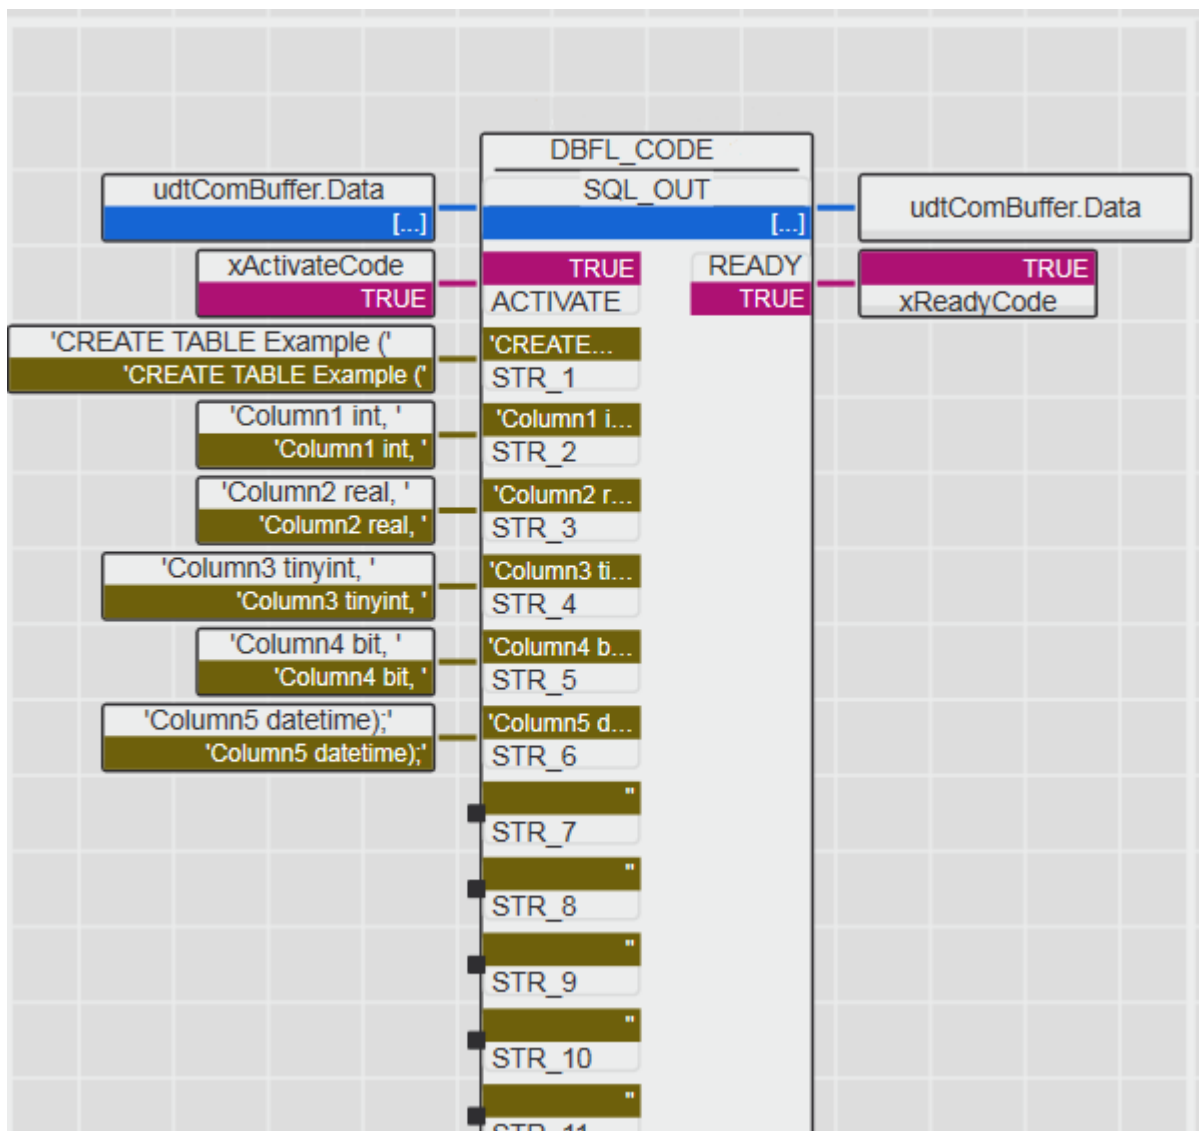 DBFL_CODE
udtComBuffer.Data
[...]
SQL_OUT
[...]
udtComBuffer.Data
xActivateCode
TRUE
TRUE
ACTIVATE
READY
TRUE
TRUE
xReadyCode
'CREATE TABLE Example ('
'CREATE TABLE Example ('
'CREATE...
STR_1
'Column1 int, '
'Column1 int, '
'Column1 i...
STR_2
'Column2 real, '
'Column2 real, '
'Column2 r...
STR_3
'Column3 tinyint, '
'Column3 tinyint, '
'Column3 ti...
STR_4
'Column4 bit, '
'Column4 bit, '
'Column4 b...
STR_5
'Column5 datetime);'
'Column5 datetime);'
'Column5 d...
STR_6
''
STR_7
''
STR_8
''
STR_9
''
STR_10
''
STR_11